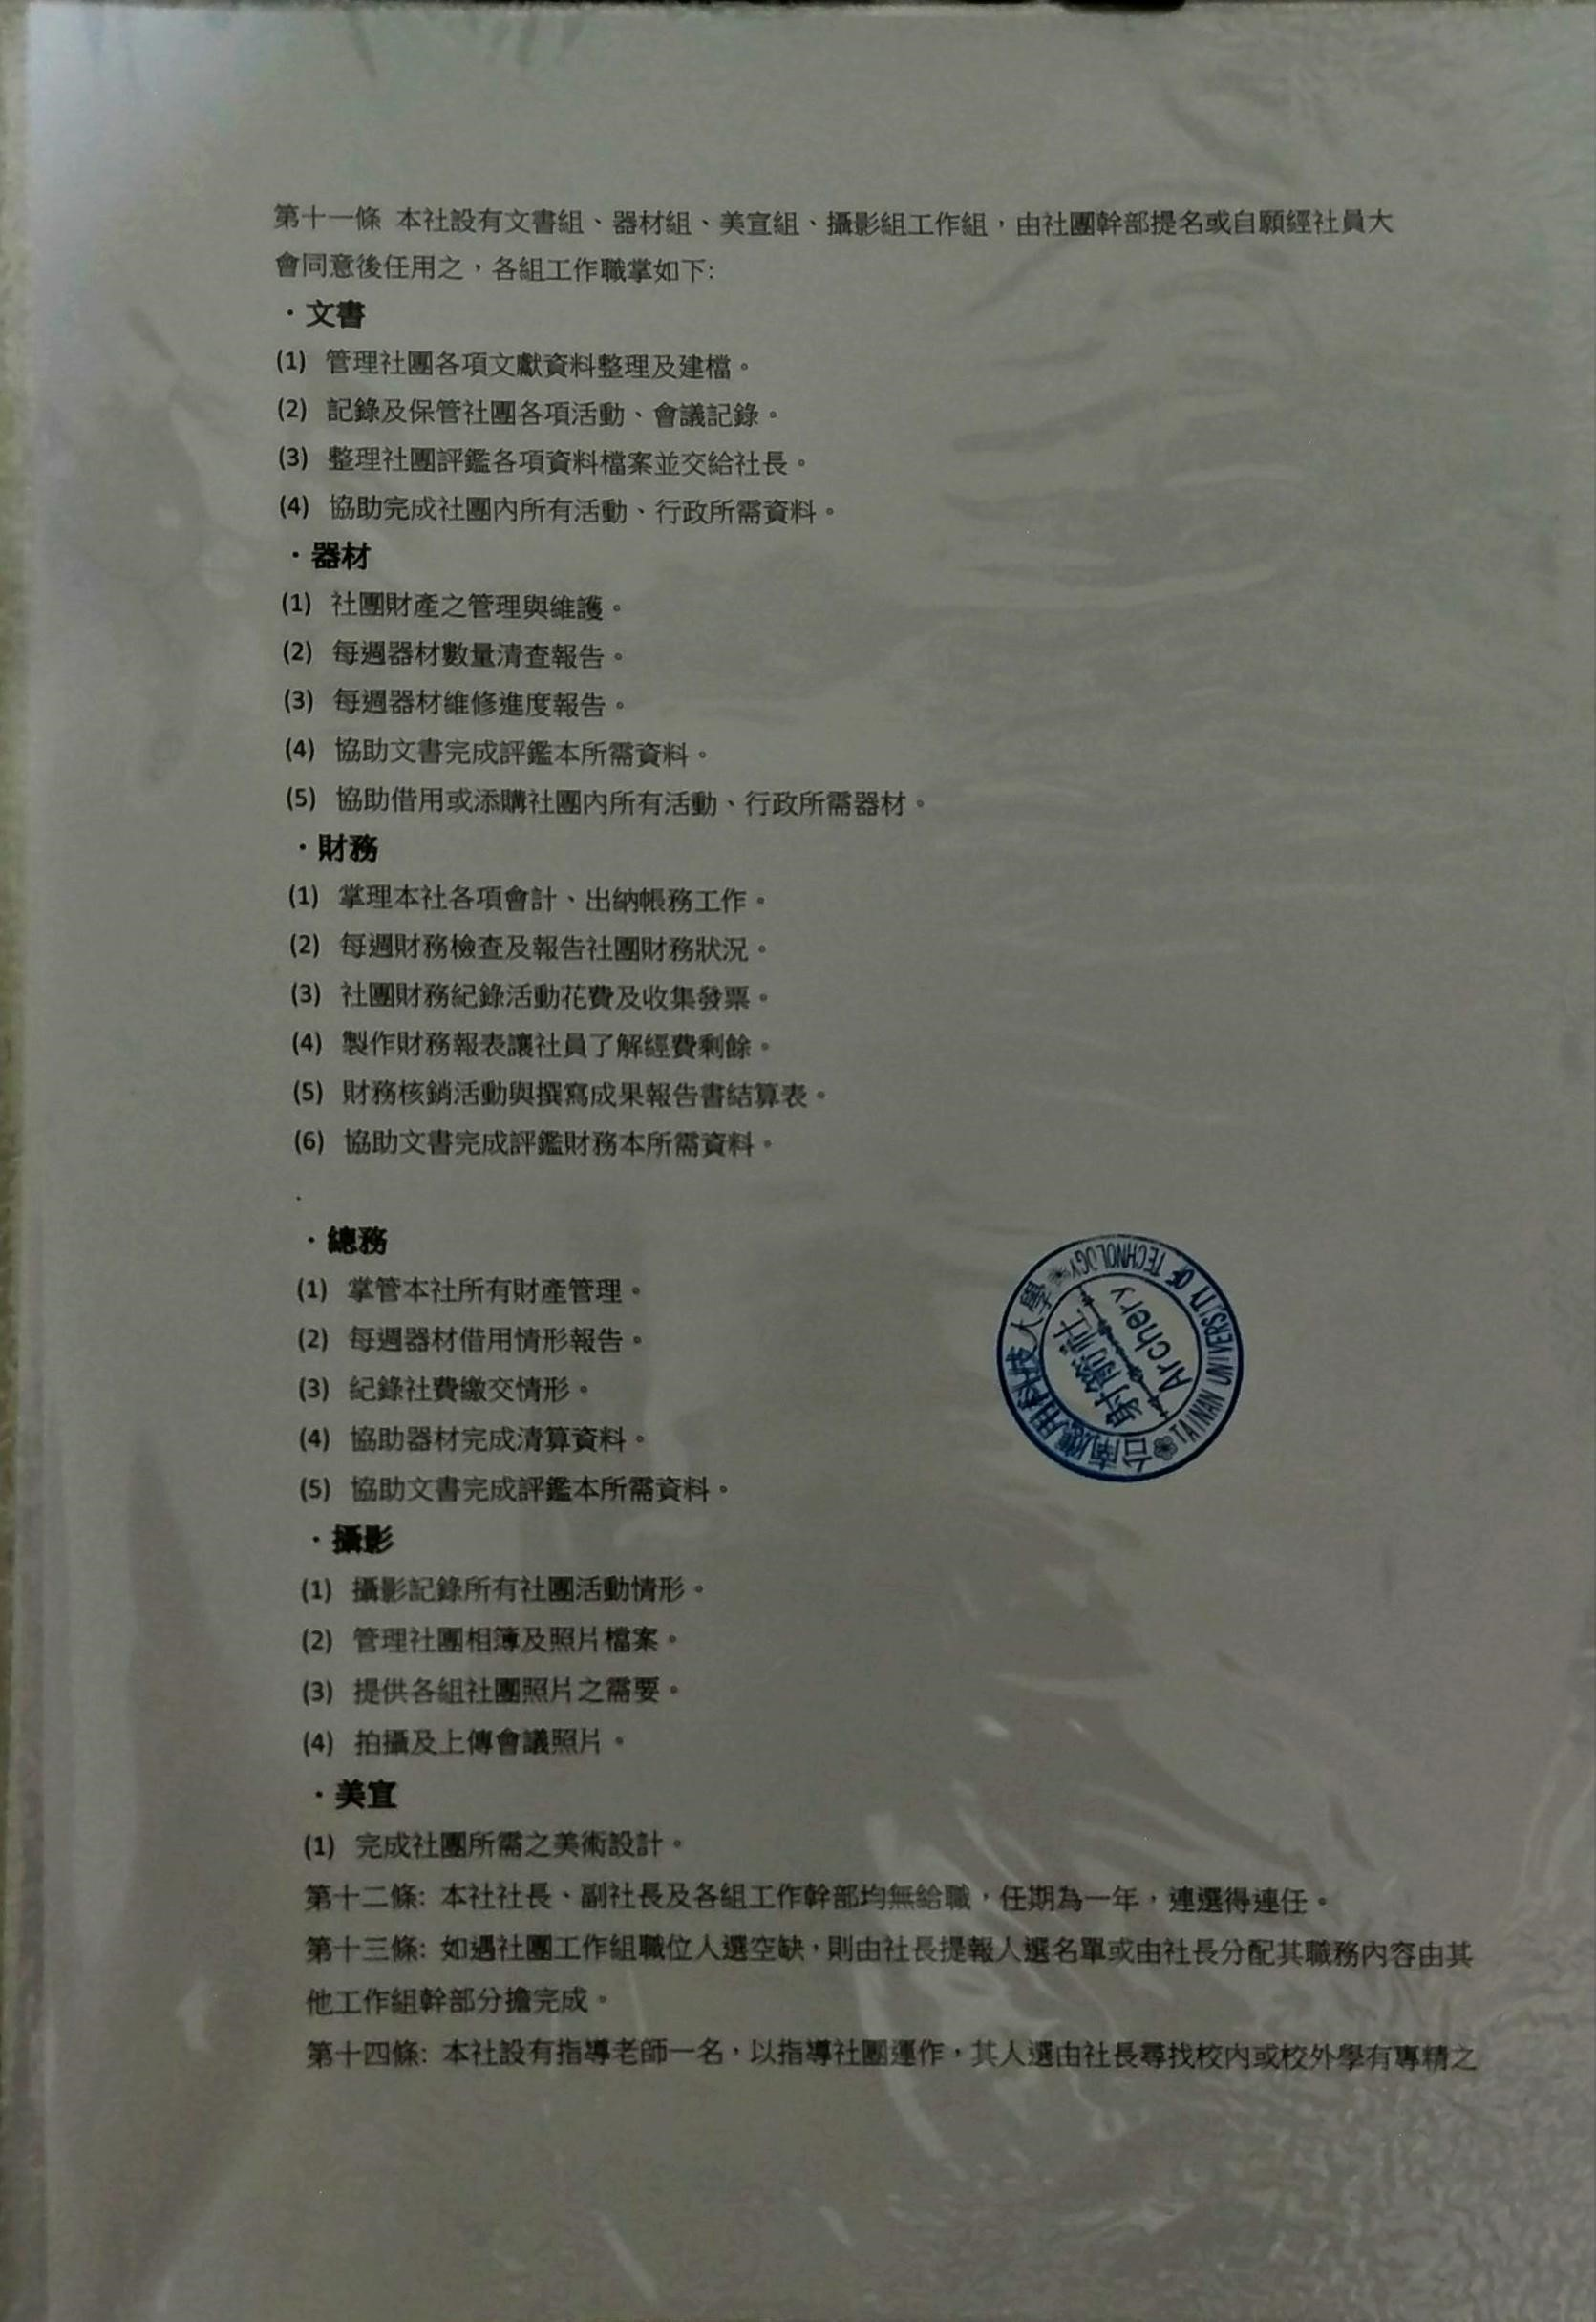 第十一條 本社設有文書組、器材組、美宣組、攝影組工作組，由社團幹部提名或自願經社員大
會同意後任用之，各組工作職掌如下:
·文書
(1) 管理社團各項文獻資料整理及建檔。
(2) 記錄及保管社團各項活動、會議記錄。
(3) 整理社團評鑑各項資料檔案並交給社長。
(4) 協助完成社團內所有活動、行政所需資料。
·器材
(1) 社團財產之管理與維護。
(2) 每週器材數量清查報告。
(3) 每週器材維修進度報告。
(4) 協助文書完成評鑑本所需資料。
(5) 協助借用或添購社團內所有活動、行政所需器材。
·財務
(1) 掌理本社各項會計、出納帳務工作。
(2) 每週財務檢查及報告社團財務狀況。
(3) 社團財務紀錄活動花費及收集發票。
(4) 製作財務報表讓社員了解經費剩餘。
(5) 財務核銷活動與撰寫成果報告書結算表。
(6) 協助文書完成評鑑財務本所需資料。
·
·總務
(1) 掌管本社所有財產管理。
(2) 每週器材借用情形報告。
(3) 紀錄社費繳交情形。
(4) 協助器材完成清算資料。
(5) 協助文書完成評鑑本所需資料。
台南應用科技大學
TAINAN UNIVERSITY OF TECHNOLOGY
射箭社
Archery
·攝影
(1) 攝影記錄所有社團活動情形。
(2) 管理社團相簿及照片檔案。
(3) 提供各組社團照片之需要。
(4) 拍攝及上傳會議照片。
·美宣
(1) 完成社團所需之美術設計。
第十二條: 本社社長、副社長及各組工作幹部均無給職，任期為一年，連選得連任。
第十三條: 如遇社團工作組職位人選空缺，則由社長提報人選名單或由社長分配其職務內容由其
他工作組幹部分擔完成。
第十四條: 本社設有指導老師一名，以指導社團運作，其人選由社長尋找校內或校外學有專精之